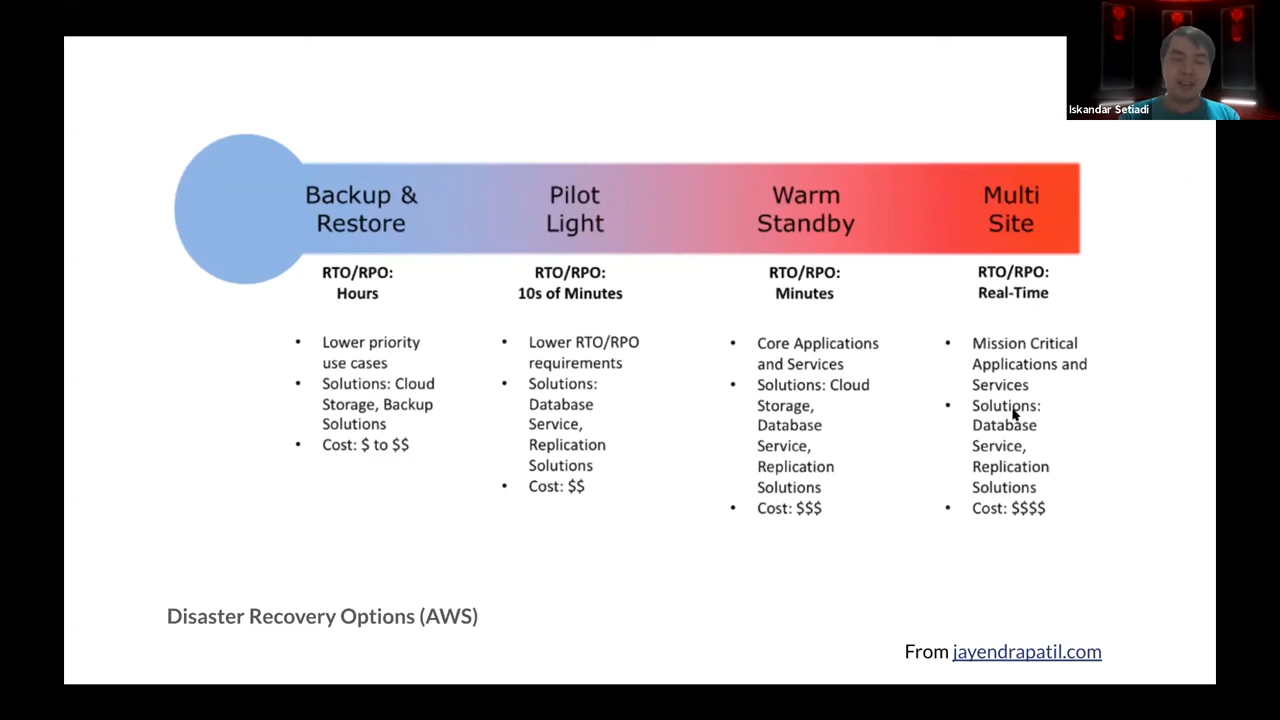 Iskandar Setiadi
Backup &
Restore
RTO/RPO:
Hours
• Lower priority
use cases
• Solutions: Cloud
Storage, Backup
Solutions
• Cost: $ to $$
Pilot
Light
RTO/RPO:
10s of Minutes
• Lower RTO/RPO
requirements
• Solutions:
Database
Service,
Replication
Solutions
• Cost: $$
Warm
Standby
RTO/RPO:
Minutes
• Core Applications
and Services
• Solutions: Cloud
Storage,
Database
Service,
Replication
Solutions
• Cost: $$$
Multi
Site
RTO/RPO:
Real-Time
• Mission Critical
Applications and
Services
• Solutions:
Database
Service,
Replication
Solutions
• Cost: $$$$
Disaster Recovery Options (AWS)
From jayendrapatil.com